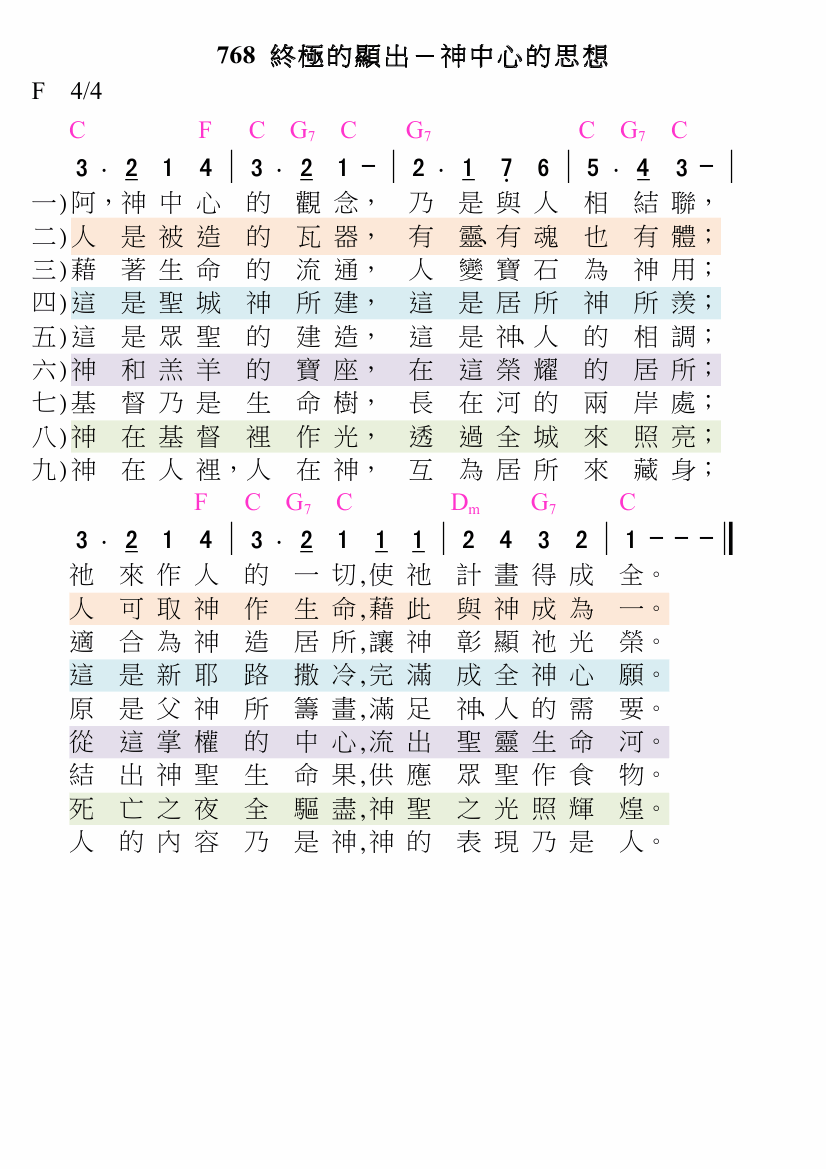 768 終極的顯出－神中心的思想
F 4/4
C F C G7 C G7 C G7 C
3 · 2 1 4 | 3 · 2 1 － | 2 · 1 7̣ 6 | 5 · 4 3 － |
一)阿，神中心的觀念，乃是與人相結聯，
二)人是被造的瓦器，有靈、有魂也有體；
三)藉著生命的流通，人變寶石為神用；
四)這是聖城神所建，這是居所神所羨；
五)這是眾聖的建造，這是神、人的相調；
六)神和羔羊的寶座，在這榮耀的居所；
七)基督乃是生命樹，長在河的兩岸處；
八)神在基督裡作光，透過全城來照亮；
九)神在人裡，人在神，互為居所來藏身；
F C G7 C Dm G7 C
3 · 2 1 4 | 3 · 2 1 1 1 | 2 4 3 2 | 1 － － － ‖
祂來作人的一切,使祂計畫得成全。
人可取神作生命,藉此與神成為一。
適合為神造居所,讓神彰顯祂光榮。
這是新耶路撒冷,完滿成全神心願。
原是父神所籌畫,滿足神、人的需要。
從這掌權的中心,流出聖靈生命河。
結出神聖生命果,供應眾聖作食物。
死亡之夜全驅盡,神聖之光照輝煌。
人的內容乃是神,神的表現乃是人。